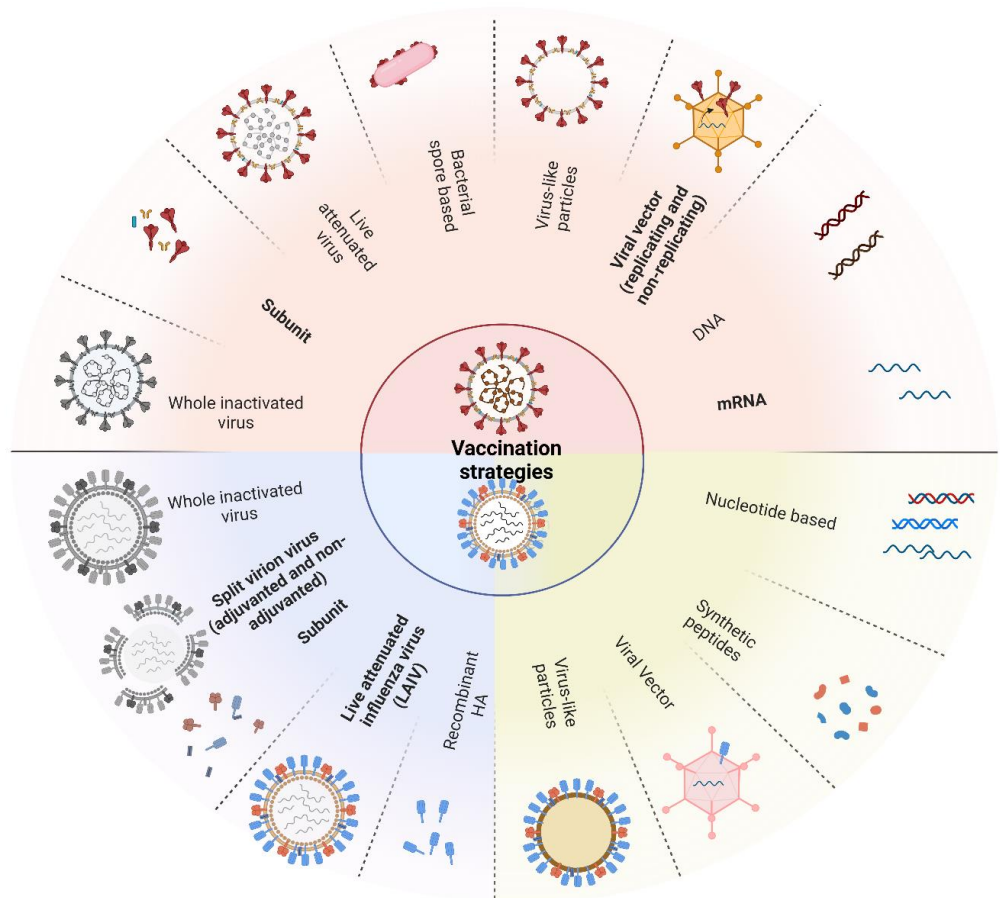 Bacterial
spore based
Virus-like
particles
Live
attenuated
virus
Viral vector
(replicating and
non-replicating)
Subunit
DNA
Whole inactivated
virus
mRNA
Vaccination
strategies
Whole inactivated
virus
Nucleotide based
Split virion virus
(adjuvanted and non-
adjuvanted)
Subunit
Synthetic
peptides
Live attenuated
influenza virus
(LAIV)
Viral Vector
Recombinant
HA
Virus-like
particles